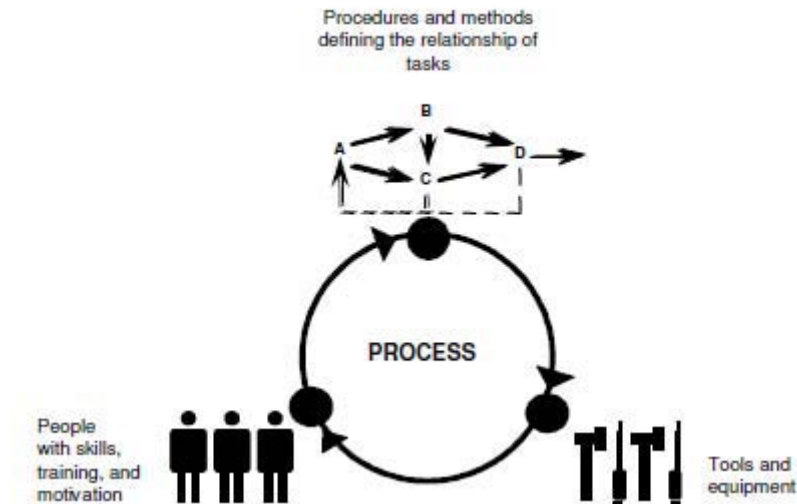 Procedures and methods
defining the relationship of
tasks
B
A
D
C
PROCESS
People
with skills,
training, and
motivation
Tools and
equipment